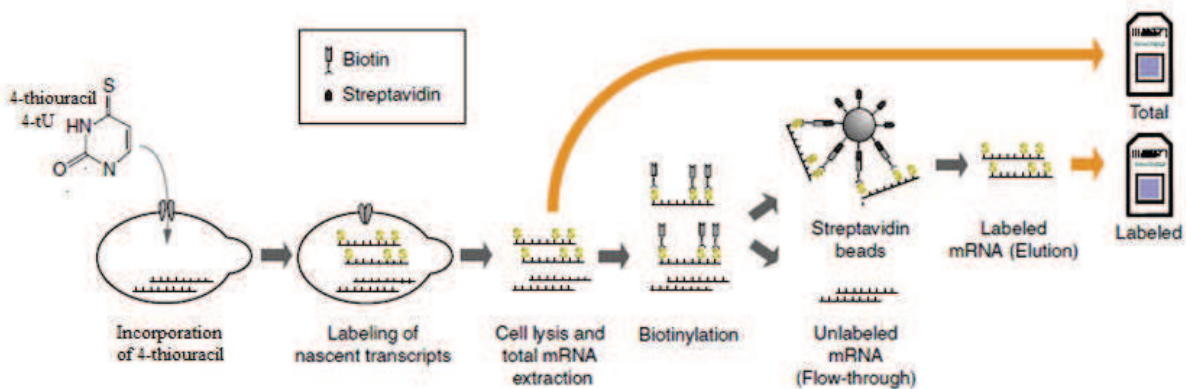 Biotin
Streptavidin
4-thiouracil
4-tU
S
HN
O
N
Total
Labeled
Incorporation
of 4-thiouracil
Labeling of
nascent transcripts
Cell lysis and
total mRNA
extraction
Biotinylation
Streptavidin
beads
Labeled
mRNA (Elution)
Unlabeled
mRNA
(Flow-through)